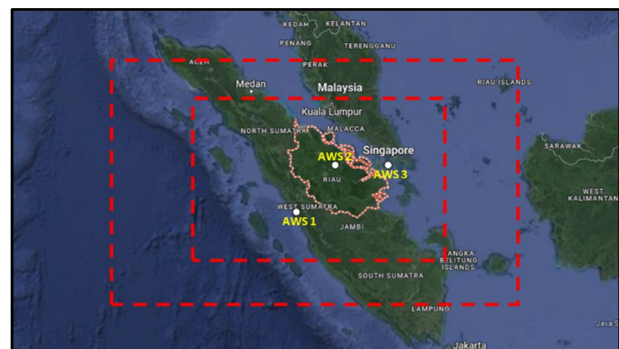 KEDAH
KELANTAN
PENANG
TERENGGANU
ACEH
PERAK
RIAU ISLANDS
Medan
Malaysia
Kuala Lumpur
NORTH SUMATRA
MALACCA
SARAWAK
Singapore
AWS 2
RIAU
AWS 3
WEST
KALIMANTAN
WEST SUMATRA
AWS 1
JAMBI
BELITUNG
ISLANDS
SOUTH SUMATRA
LAMPUNG
Java S
Jakarta